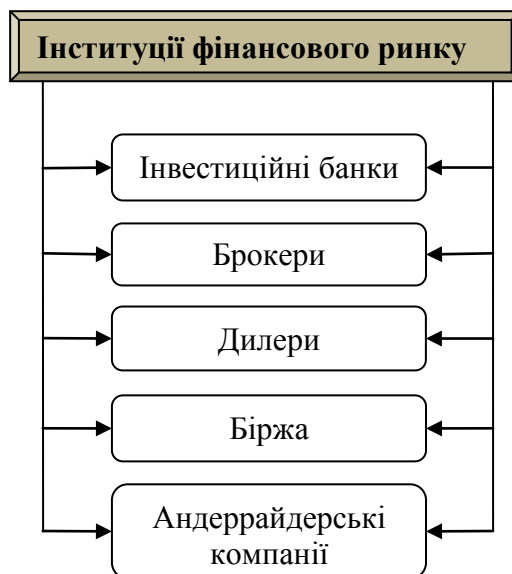 Інституції фінансового ринку
Інвестиційні банки
Брокери
Дилери
Біржа
Андеррайдерські
компанії